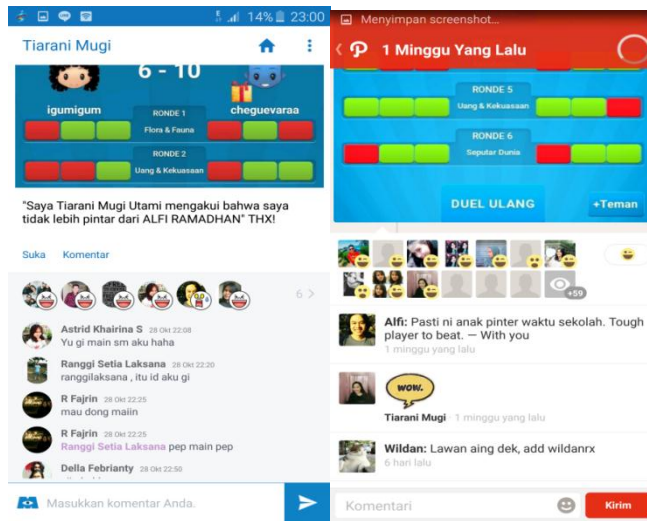 14% 23:00
Tiarani Mugi
6 - 10
igumigum
cheguevaraa
RONDE 1
Flora & Fauna
RONDE 2
Uang & Kekuasaan
"Saya Tiarani Mugi Utami mengakui bahwa saya
tidak lebih pintar dari ALFI RAMADHAN" THX!
Suka Komentar
6 >
Astrid Khairina S 28 Okt 22:08
Yu gi main sm aku haha
Ranggi Setia Laksana 28 Okt 22:20
ranggilaksana , itu id aku gi
R Fajrin 28 Okt 22:25
mau dong maiin
R Fajrin 28 Okt 22:25
Ranggi Setia Laksana pep main pep
Della Febrianty 28 Okt 22:50
Masukkan komentar Anda.
Menyimpan screenshot...
1 Minggu Yang Lalu
RONDE 5
Uang & Kekuasaan
RONDE 6
Seputar Dunia
DUEL ULANG
+Teman
+59
Alfi: Pasti ni anak pinter waktu sekolah. Tough
player to beat. — With you
1 minggu yang lalu
WOW.
Tiarani Mugi · 1 minggu yang lalu
Wildan: Lawan aing dek, add wildanrx
6 hari lalu
Komentari
Kirim